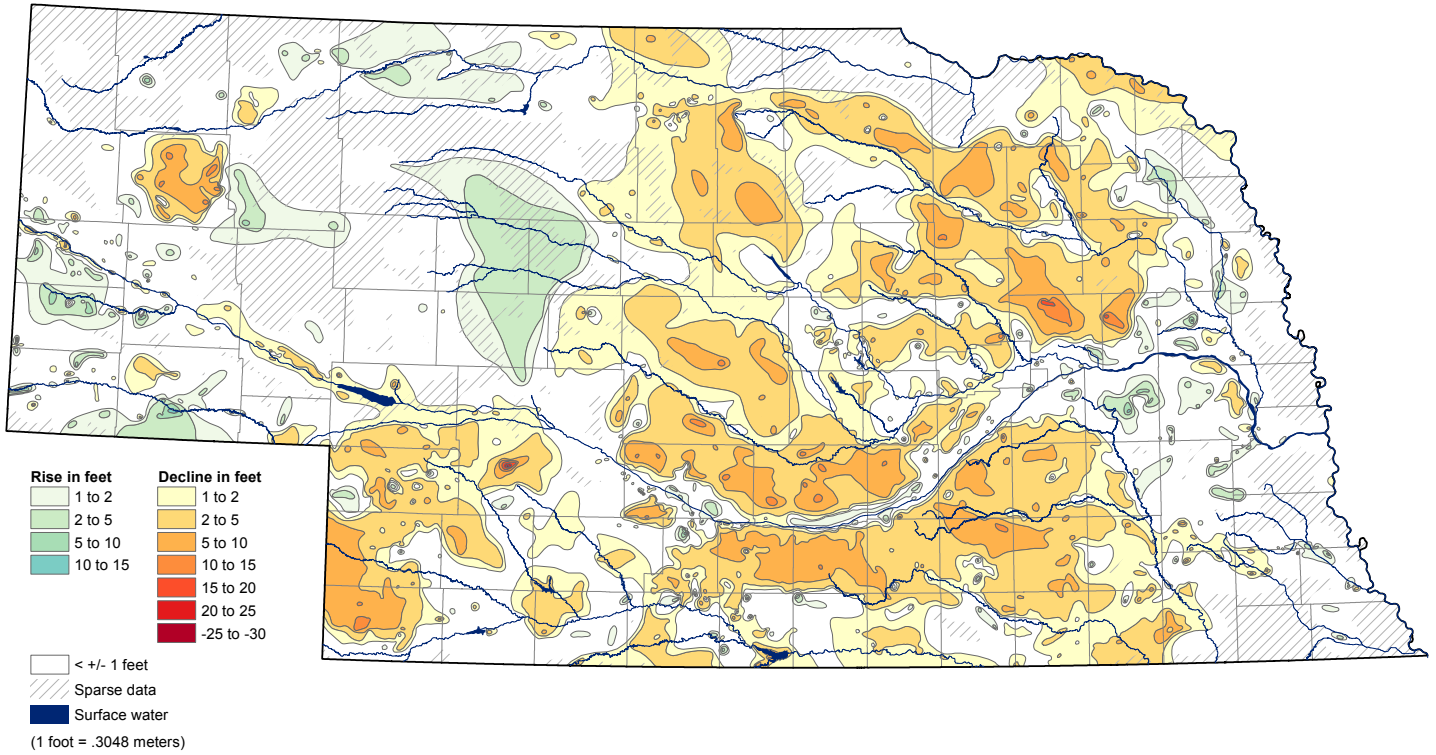 Rise in feet
1 to 2
2 to 5
5 to 10
10 to 15
Decline in feet
1 to 2
2 to 5
5 to 10
10 to 15
15 to 20
20 to 25
-25 to -30
< +/- 1 feet
Sparse data
Surface water
(1 foot = .3048 meters)